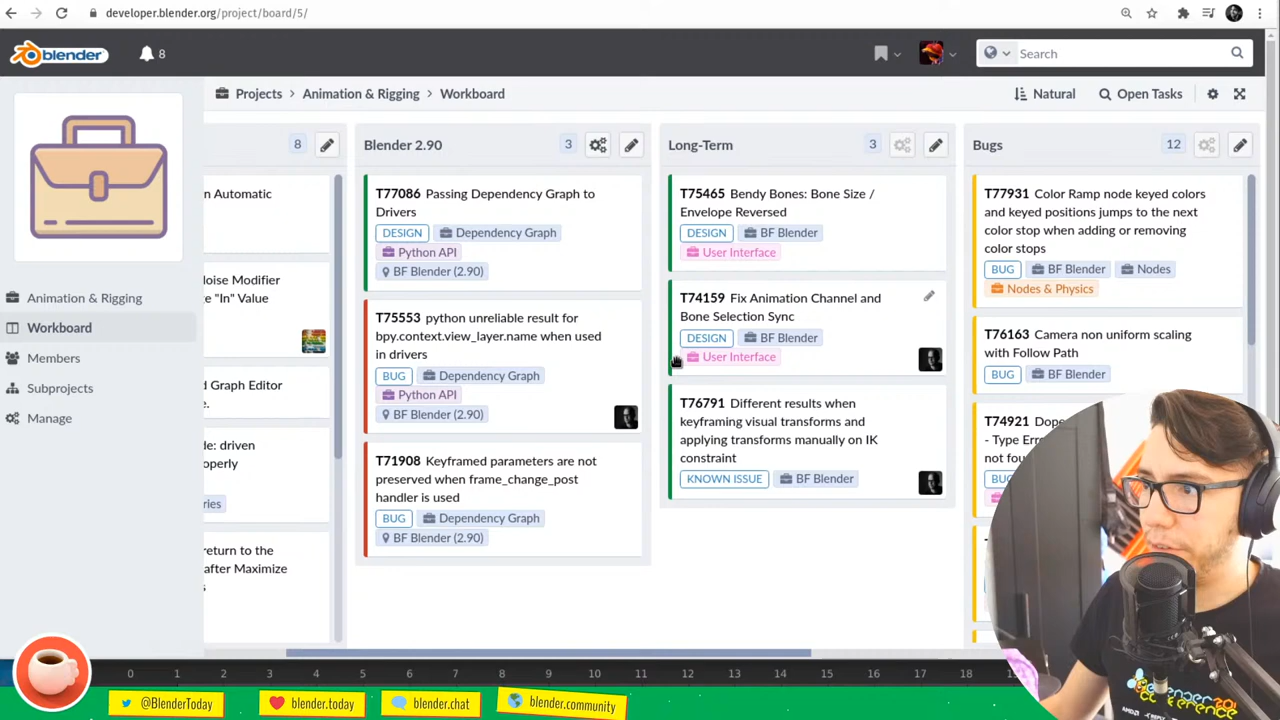 developer.blender.org/project/board/5/
blender
8
Search
Projects > Animation & Rigging > Workboard
Natural
Open Tasks
Animation & Rigging
Workboard
Members
Subprojects
Manage
8
n Automatic
oise Modifier
e "In" Value
d Graph Editor
de: driven
operly
ries
return to the
after Maximize
Blender 2.90
3
T77086 Passing Dependency Graph to
Drivers
DESIGN
Dependency Graph
Python API
BF Blender (2.90)
T75553 python unreliable result for
bpy.context.view_layer.name when used
in drivers
BUG
Dependency Graph
Python API
BF Blender (2.90)
T71908 Keyframed parameters are not
preserved when frame_change_post
handler is used
BUG
Dependency Graph
BF Blender (2.90)
Long-Term
3
T75465 Bendy Bones: Bone Size /
Envelope Reversed
DESIGN
BF Blender
User Interface
T74159 Fix Animation Channel and
Bone Selection Sync
DESIGN
BF Blender
User Interface
T76791 Different results when
keyframing visual transforms and
applying transforms manually on IK
constraint
KNOWN ISSUE
BF Blender
Bugs
12
T77931 Color Ramp node keyed colors
and keyed positions jumps to the next
color stop when adding or removing
color stops
BUG
BF Blender
Nodes
Nodes & Physics
T76163 Camera non uniform scaling
with Follow Path
BUG
BF Blender
T74921 Dope
- Type Err
not fou
0 1 2 3 4 5 6 7 8 9 10 11 12 13 14 15 16 17 18 19
@BlenderToday
blender.today
blender.chat
blender.community